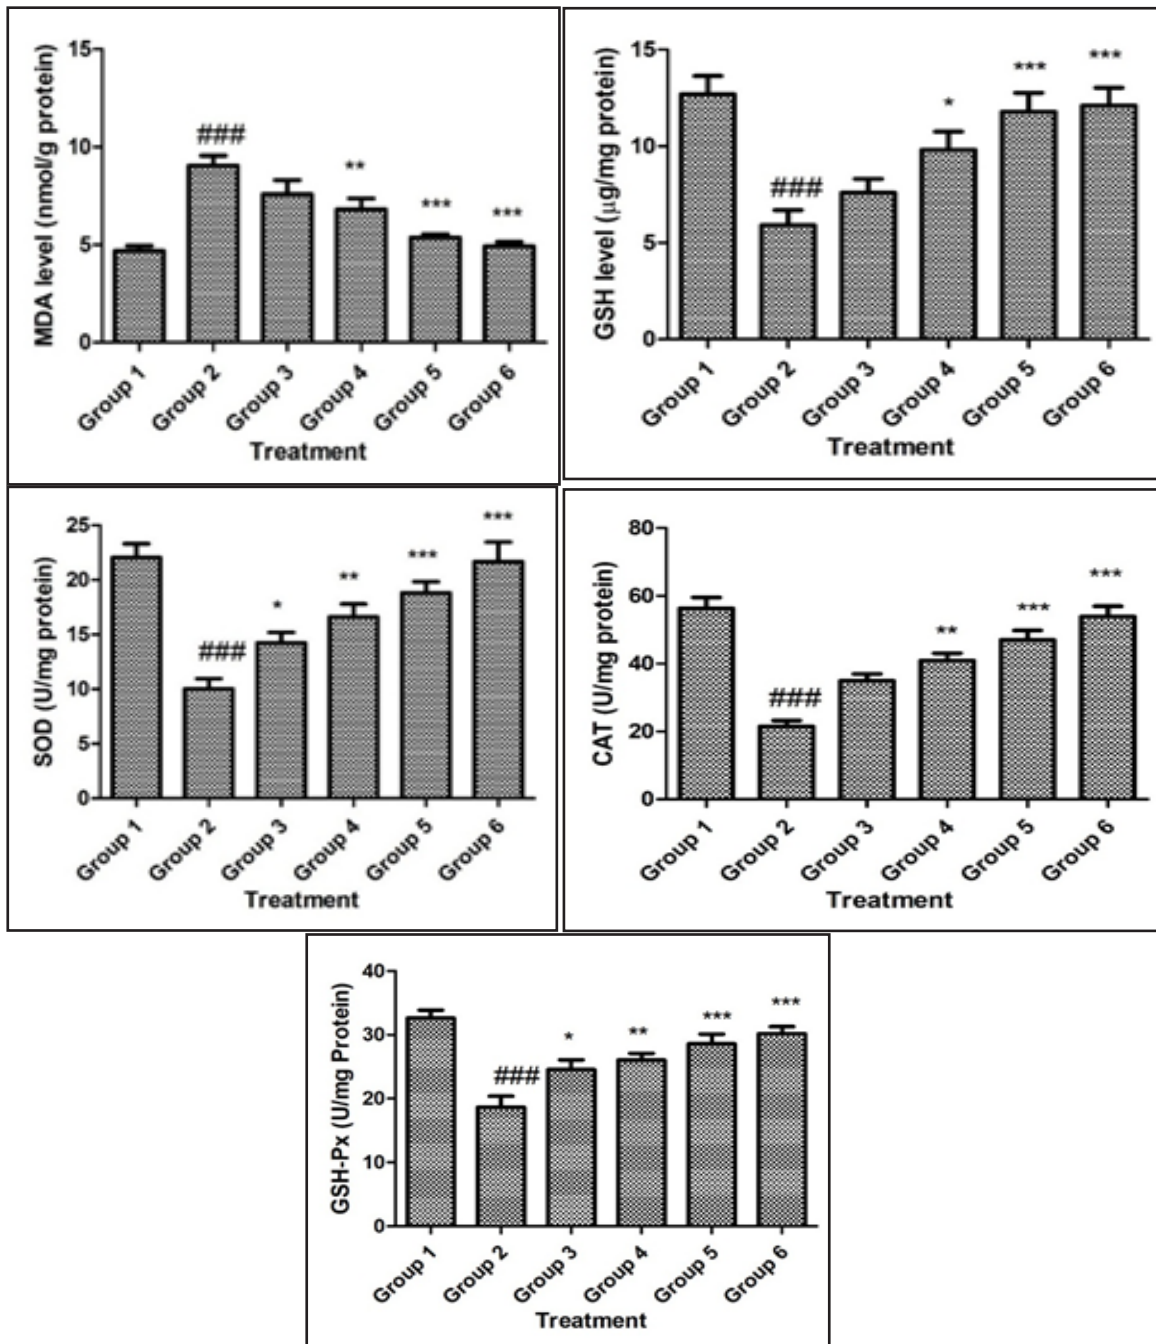 MDA level (nmol/g protein)
15
10
5
0
###
**
***
***
Group 1
Group 2
Group 3
Group 4
Group 5
Group 6
Treatment
GSH level (µg/mg protein)
15
10
5
0
###
*
***
***
Group 1
Group 2
Group 3
Group 4
Group 5
Group 6
Treatment
SOD (U/mg protein)
25
20
15
10
5
0
###
*
**
***
***
Group 1
Group 2
Group 3
Group 4
Group 5
Group 6
Treatment
CAT (U/mg protein)
80
60
40
20
0
###
**
***
***
Group 1
Group 2
Group 3
Group 4
Group 5
Group 6
Treatment
GSH-Px (U/mg Protein)
40
30
20
10
0
###
*
**
***
***
Group 1
Group 2
Group 3
Group 4
Group 5
Group 6
Treatment